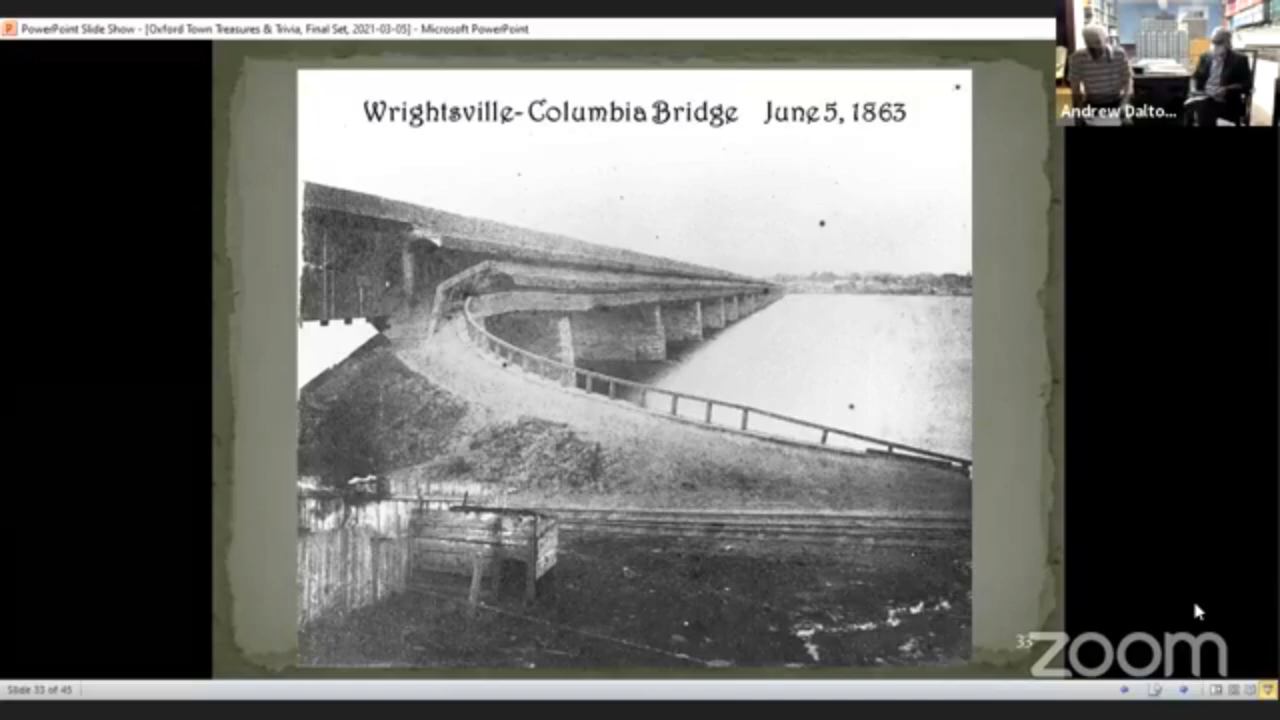 PowerPoint Slide Show - [Oxford Town Treasures & Trivia, Final Set, 2021-03-05] - Microsoft PowerPoint
Andrew Dalto...
Wrightsville-Columbia Bridge June 5, 1863
33
zoom
Slide 33 of 45